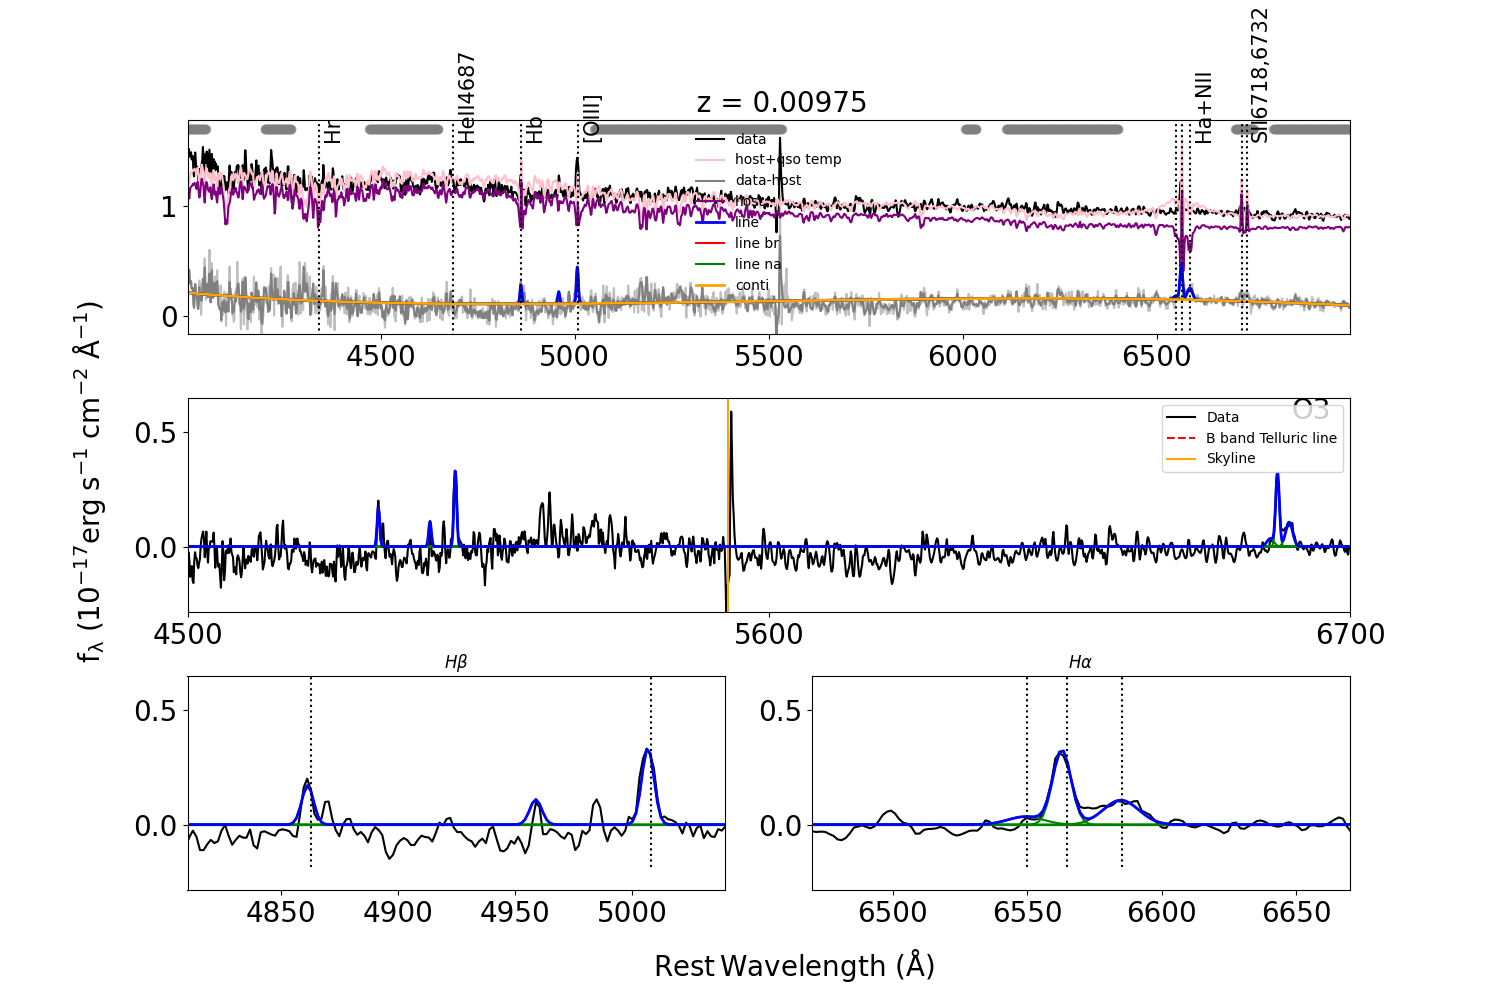 z = 0.00975
Hr
HeII4687
Hb
[OIII]
Ha+NII
SII6718,6732
data
host+qso temp
data-host
host
line
line br
line na
conti
1
0
4500
5000
5500
6000
6500
O3
Data
B band Telluric line
Skyline
0.5
0.0
4500
5600
6700
fλ (10⁻¹⁷erg s⁻¹ cm⁻² Å⁻¹)
Hβ
0.5
0.0
4850
4900
4950
5000
Hα
0.5
0.0
6500
6550
6600
6650
Rest Wavelength (Å)